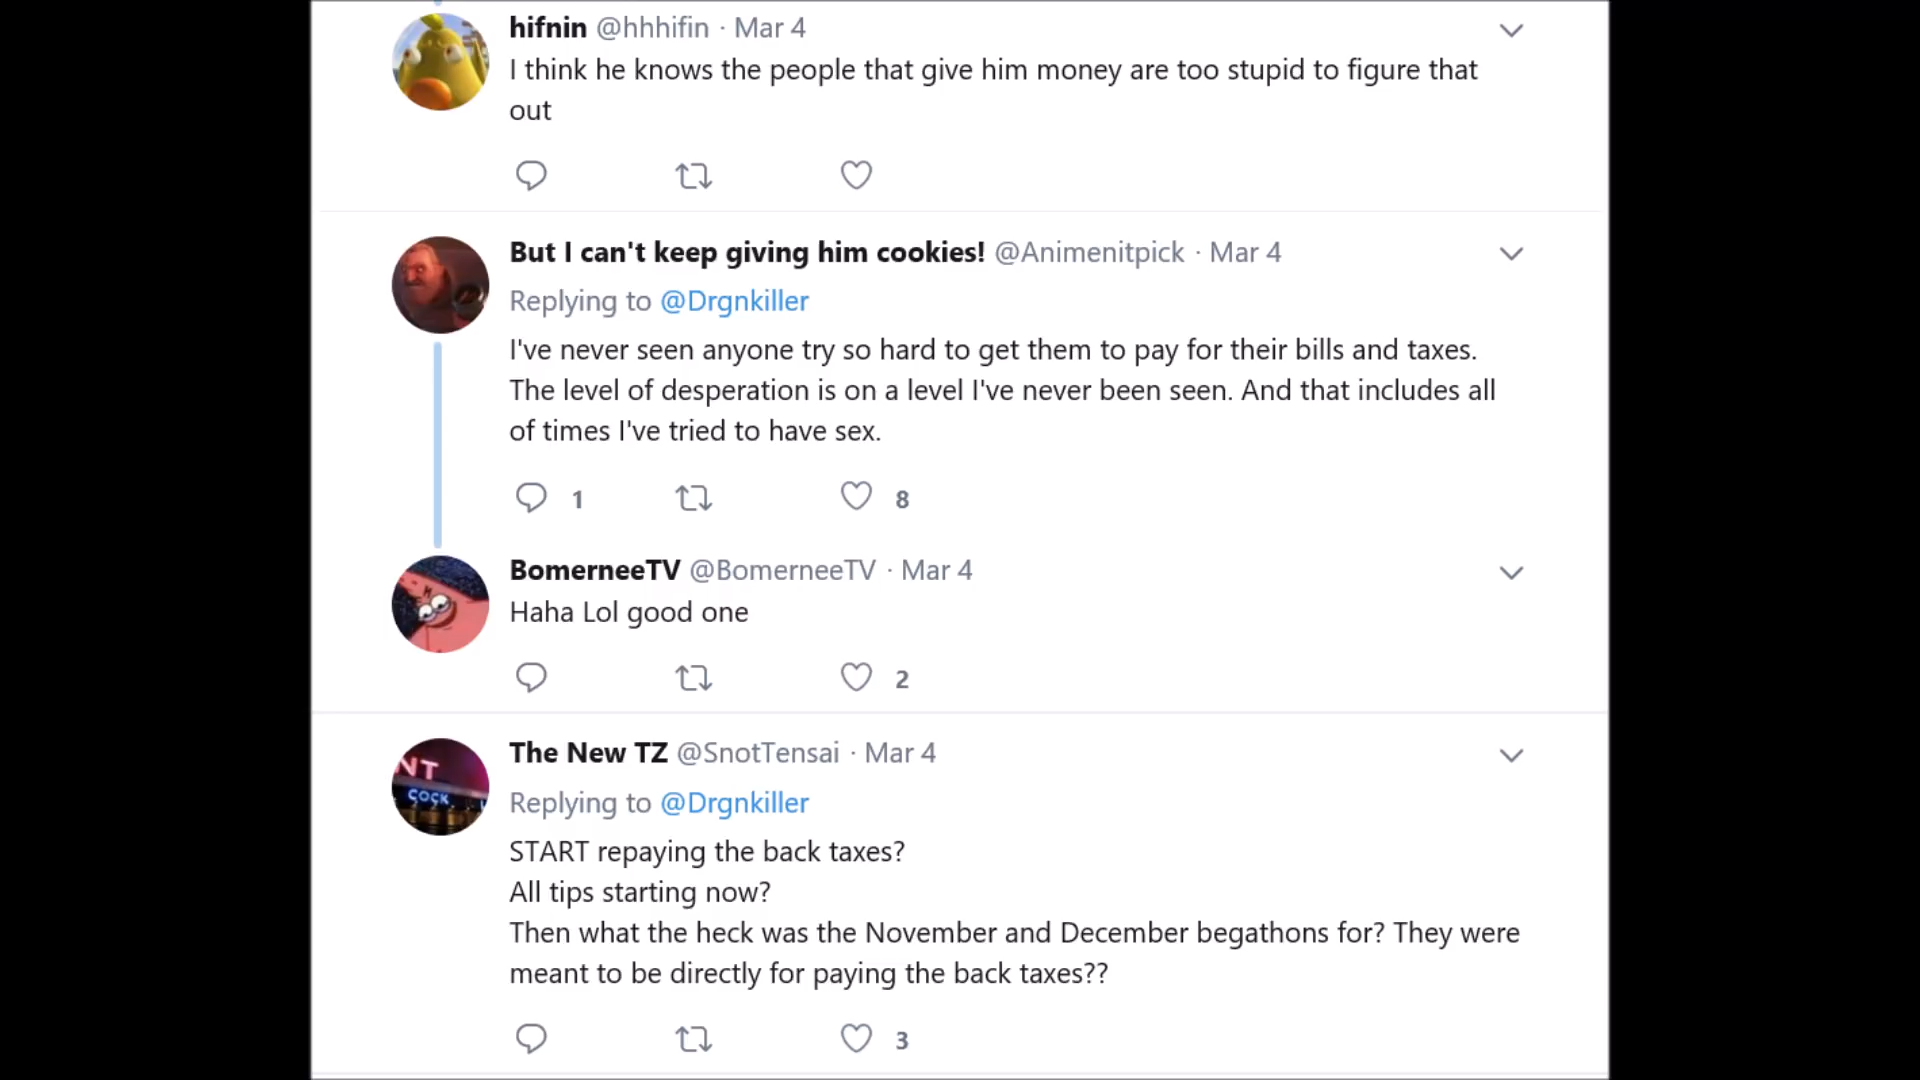 hifnin @hhhifin · Mar 4
I think he knows the people that give him money are too stupid to figure that
out
But I can't keep giving him cookies! @Animenitpick · Mar 4
Replying to @Drgnkiller
I've never seen anyone try so hard to get them to pay for their bills and taxes.
The level of desperation is on a level I've never been seen. And that includes all
of times I've tried to have sex.
1 8
BomerneeTV @BomerneeTV · Mar 4
Haha Lol good one
2
The New TZ @SnotTensai · Mar 4
NT
COCK
Replying to @Drgnkiller
START repaying the back taxes?
All tips starting now?
Then what the heck was the November and December begathons for? They were
meant to be directly for paying the back taxes??
3